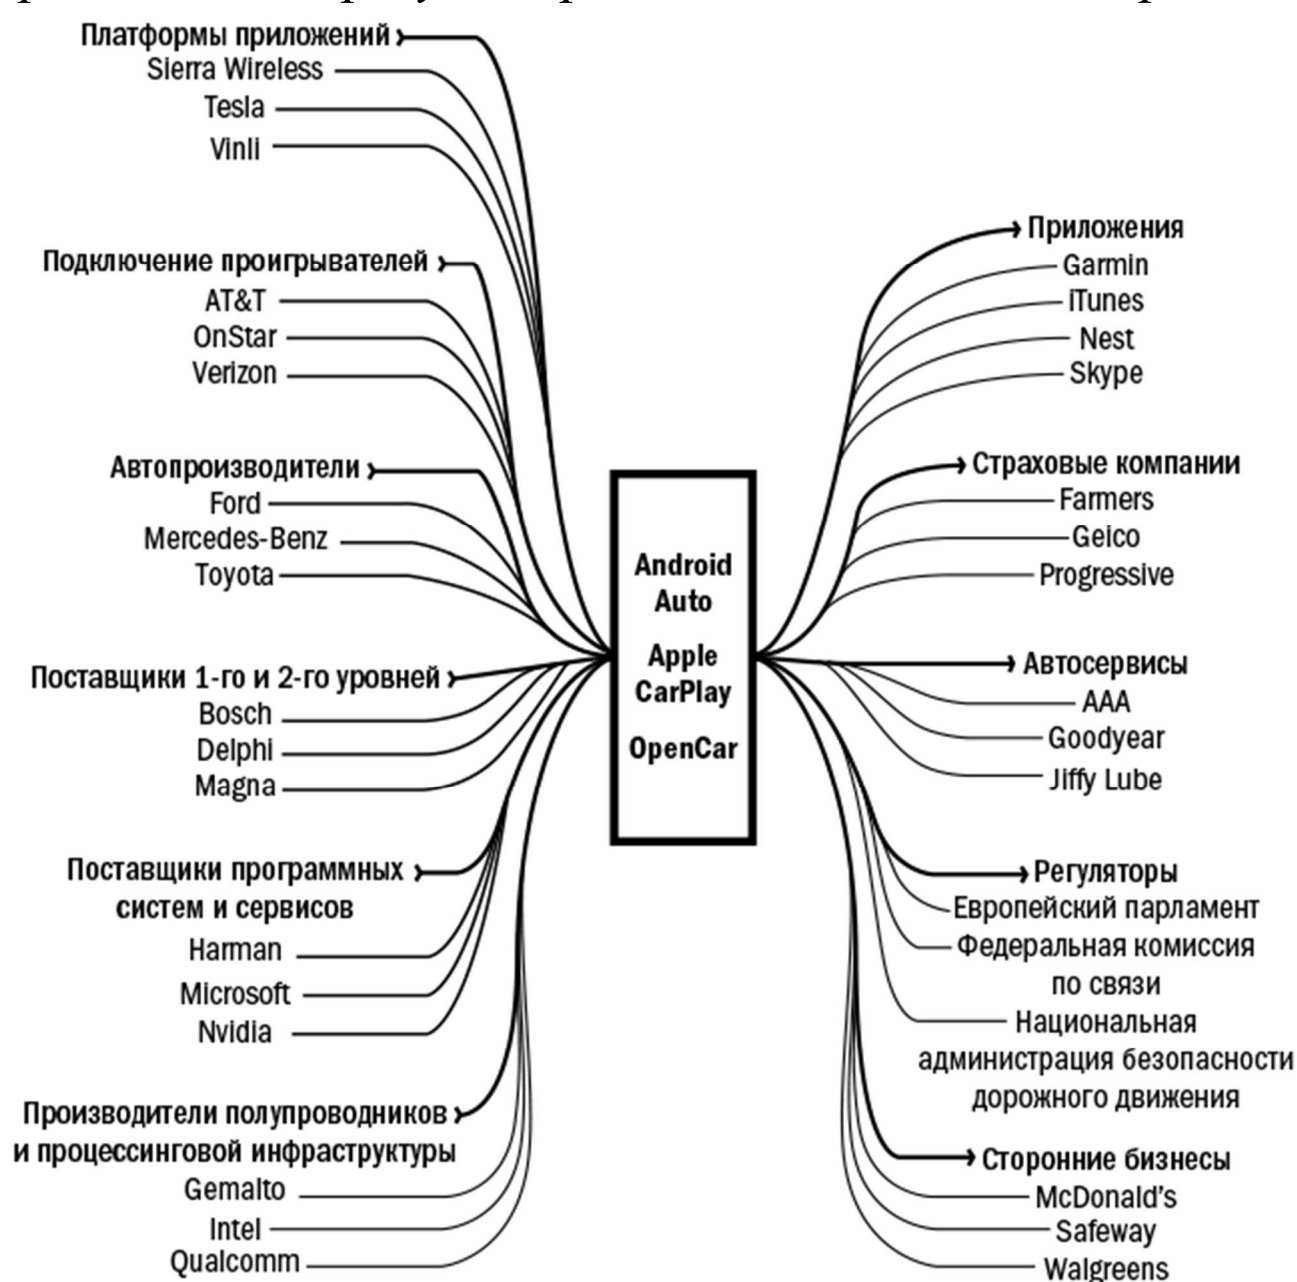 Платформы приложений
Sierra Wireless
Tesla
Vinli
Подключение проигрывателей
AT&T
OnStar
Verizon
Автопроизводители
Ford
Mercedes-Benz
Toyota
Поставщики 1-го и 2-го уровней
Bosch
Delphi
Magna
Поставщики программных
систем и сервисов
Harman
Microsoft
Nvidia
Производители полупроводников
и процессинговой инфраструктуры
Gemalto
Intel
Qualcomm
Android
Auto
Apple
CarPlay
OpenCar
Приложения
Garmin
iTunes
Nest
Skype
Страховые компании
Farmers
Geico
Progressive
Автосервисы
AAA
Goodyear
Jiffy Lube
Регуляторы
Европейский парламент
Федеральная комиссия
по связи
Национальная
администрация безопасности
дорожного движения
Сторонние бизнесы
McDonald's
Safeway
Walgreens